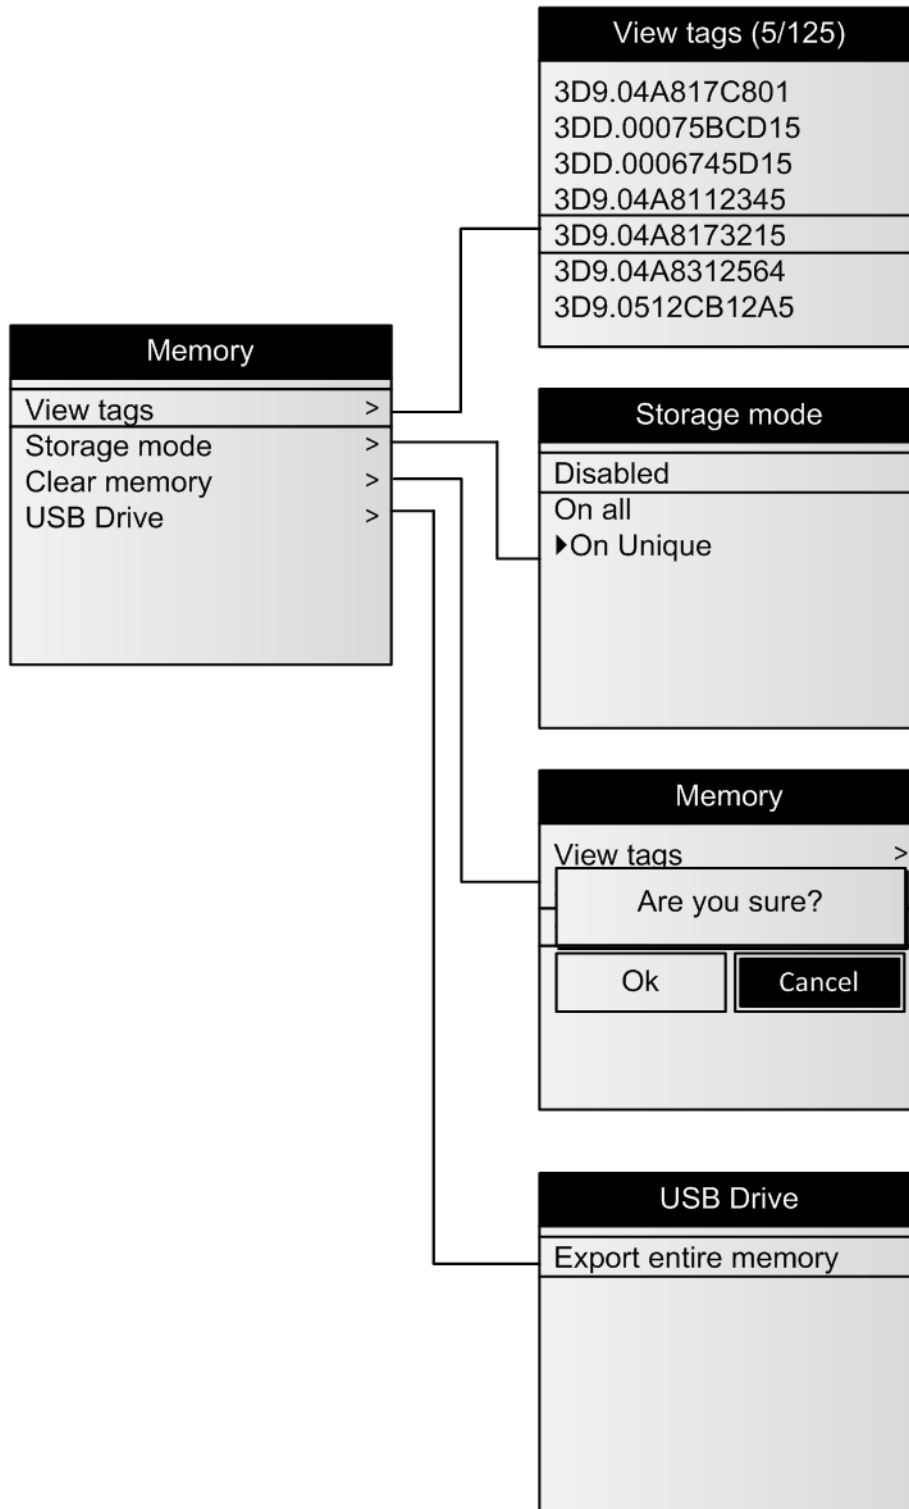 View tags (5/125)
3D9.04A817C801
3DD.00075BCD15
3DD.0006745D15
3D9.04A8112345
3D9.04A8173215
3D9.04A8312564
3D9.0512CB12A5
Memory
View tags >
Storage mode >
Clear memory >
USB Drive >
Storage mode
Disabled
On all
▶On Unique
Memory
View tags >
Are you sure?
Ok Cancel
USB Drive
Export entire memory